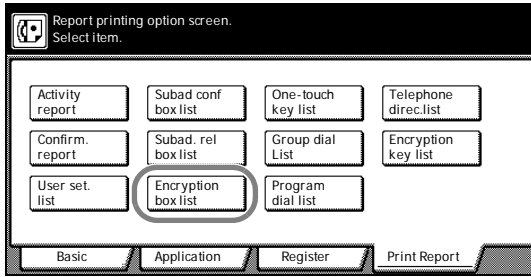 Report printing option screen.
Select item.
Activity
report
Subad conf
box list
One-touch
key list
Telephone
direc.list
Confirm.
report
Subad. rel
box list
Group dial
List
Encryption
key list
User set.
list
Encryption
box list
Program
dial list
Basic
Application
Register
Print Report